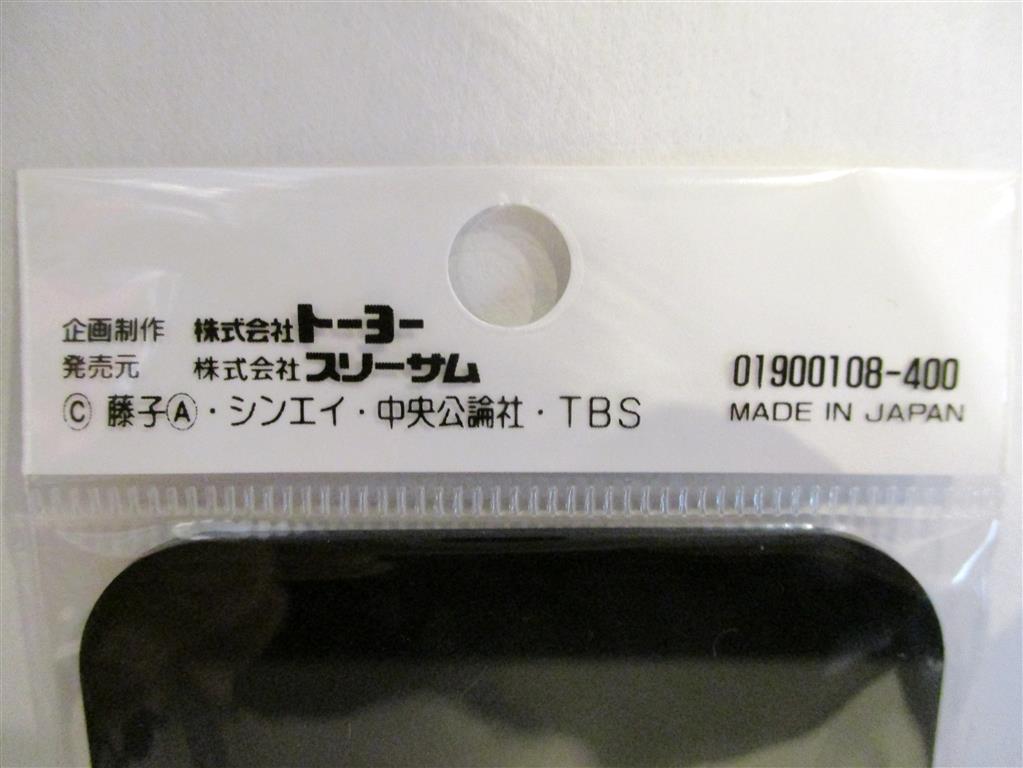 企画制作 株式会社トーヨー
発売元 株式会社スリーサム
Ⓒ 藤子Ⓐ・シンエイ・中央公論社・TBS
01900108-400
MADE IN JAPAN